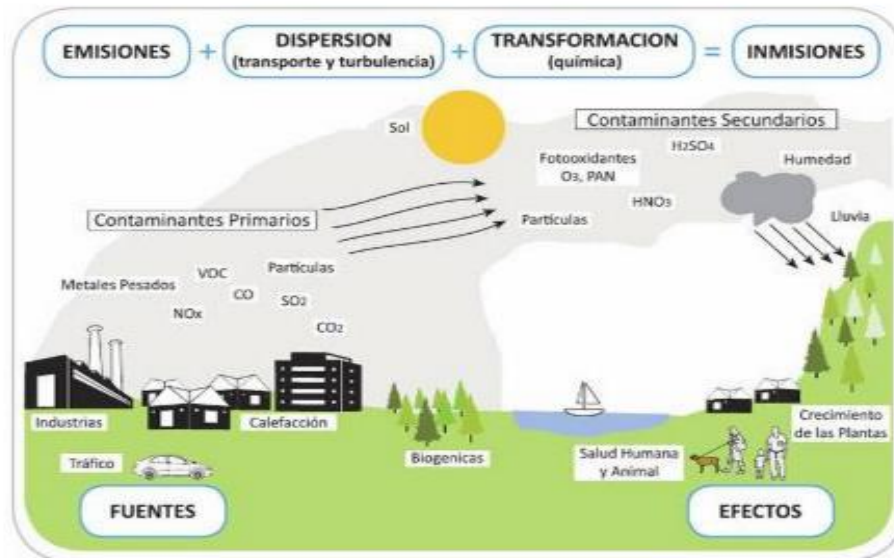 EMISIONES + DISPERSION + TRANSFORMACION = INMISIONES
(transporte y turbulencia) (química)
Sol
Contaminantes Secundarios
H2SO4
Fotooxidantes
O3, PAN
Humedad
HNO3
Contaminantes Primarios
Partículas
Lluvia
VOC
Partículas
Metales Pesados
CO
SO2
NOx
CO2
Industrias
Calefacción
Crecimiento
de las Plantas
Tráfico
Biogenicas
Salud Humana
y Animal
FUENTES
EFECTOS